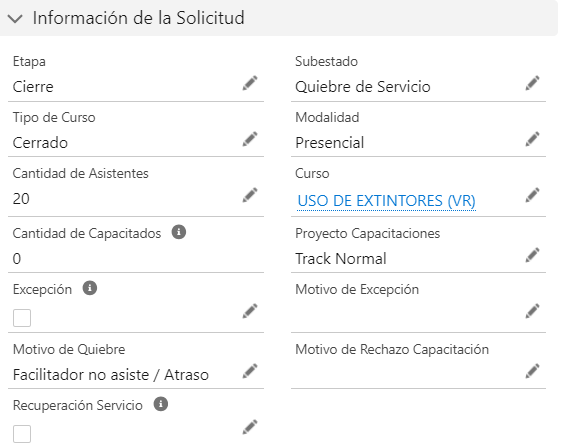 Información de la Solicitud
Etapa
Subestado
Cierre
Quiebre de Servicio
Tipo de Curso
Modalidad
Cerrado
Presencial
Cantidad de Asistentes
Curso
20
USO DE EXTINTORES (VR)
Cantidad de Capacitados
Proyecto Capacitaciones
0
Track Normal
Excepción
Motivo de Excepción
Motivo de Quiebre
Motivo de Rechazo Capacitación
Facilitador no asiste / Atraso
Recuperación Servicio